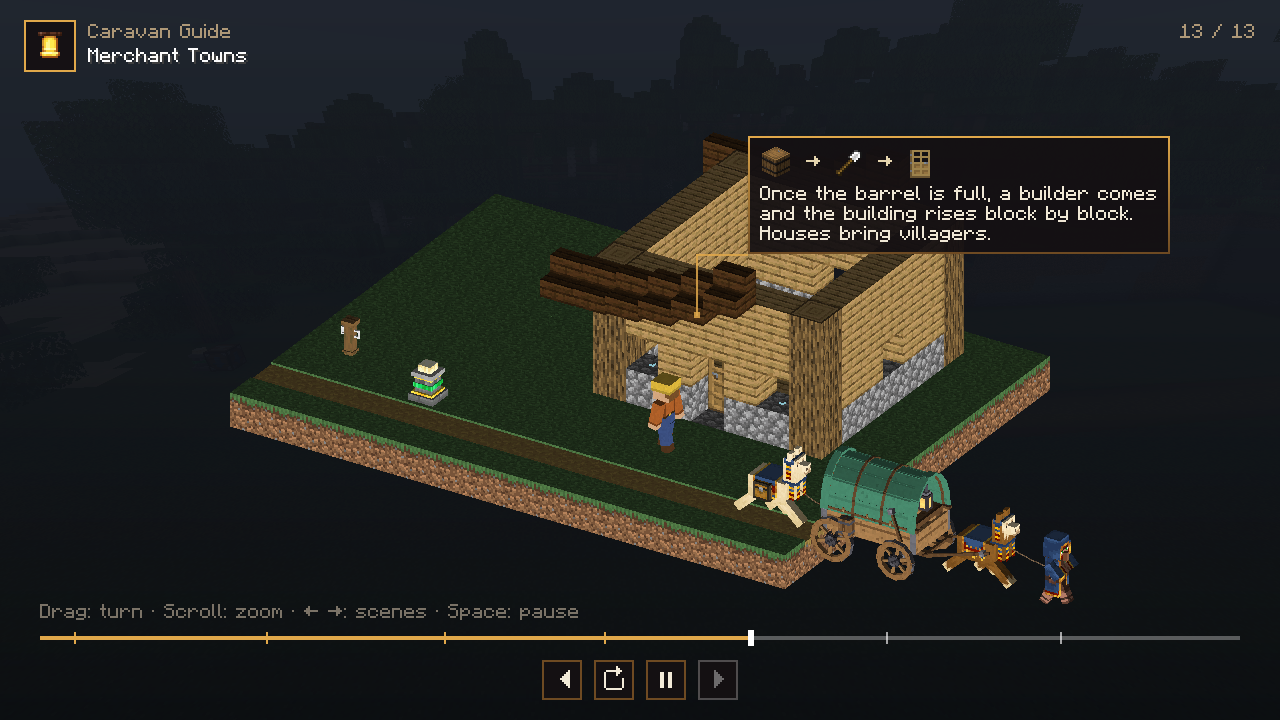 Caravan Guide
Merchant Towns
13 / 13
Once the barrel is full, a builder comes
and the building rises block by block.
Houses bring villagers.
Drag: turn · Scroll: zoom · ← →: scenes · Space: pause